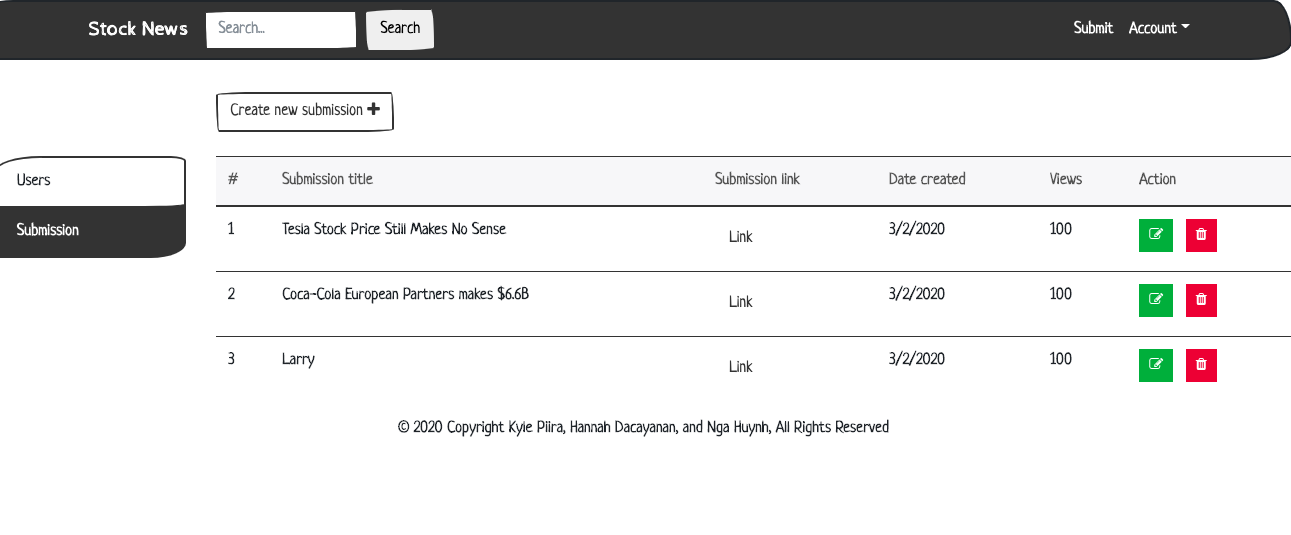 Stock News Search... Search Submit Account
Create new submission
Users
Submission
# Submission title Submission link Date created Views Action
1 Tesla Stock Price Still Makes No Sense Link 3/2/2020 100
2 Coca-Cola European Partners makes $6.6B Link 3/2/2020 100
3 Larry Link 3/2/2020 100
© 2020 Copyright Kyle Piira, Hannah Dacayanan, and Nga Huynh, All Rights Reserved